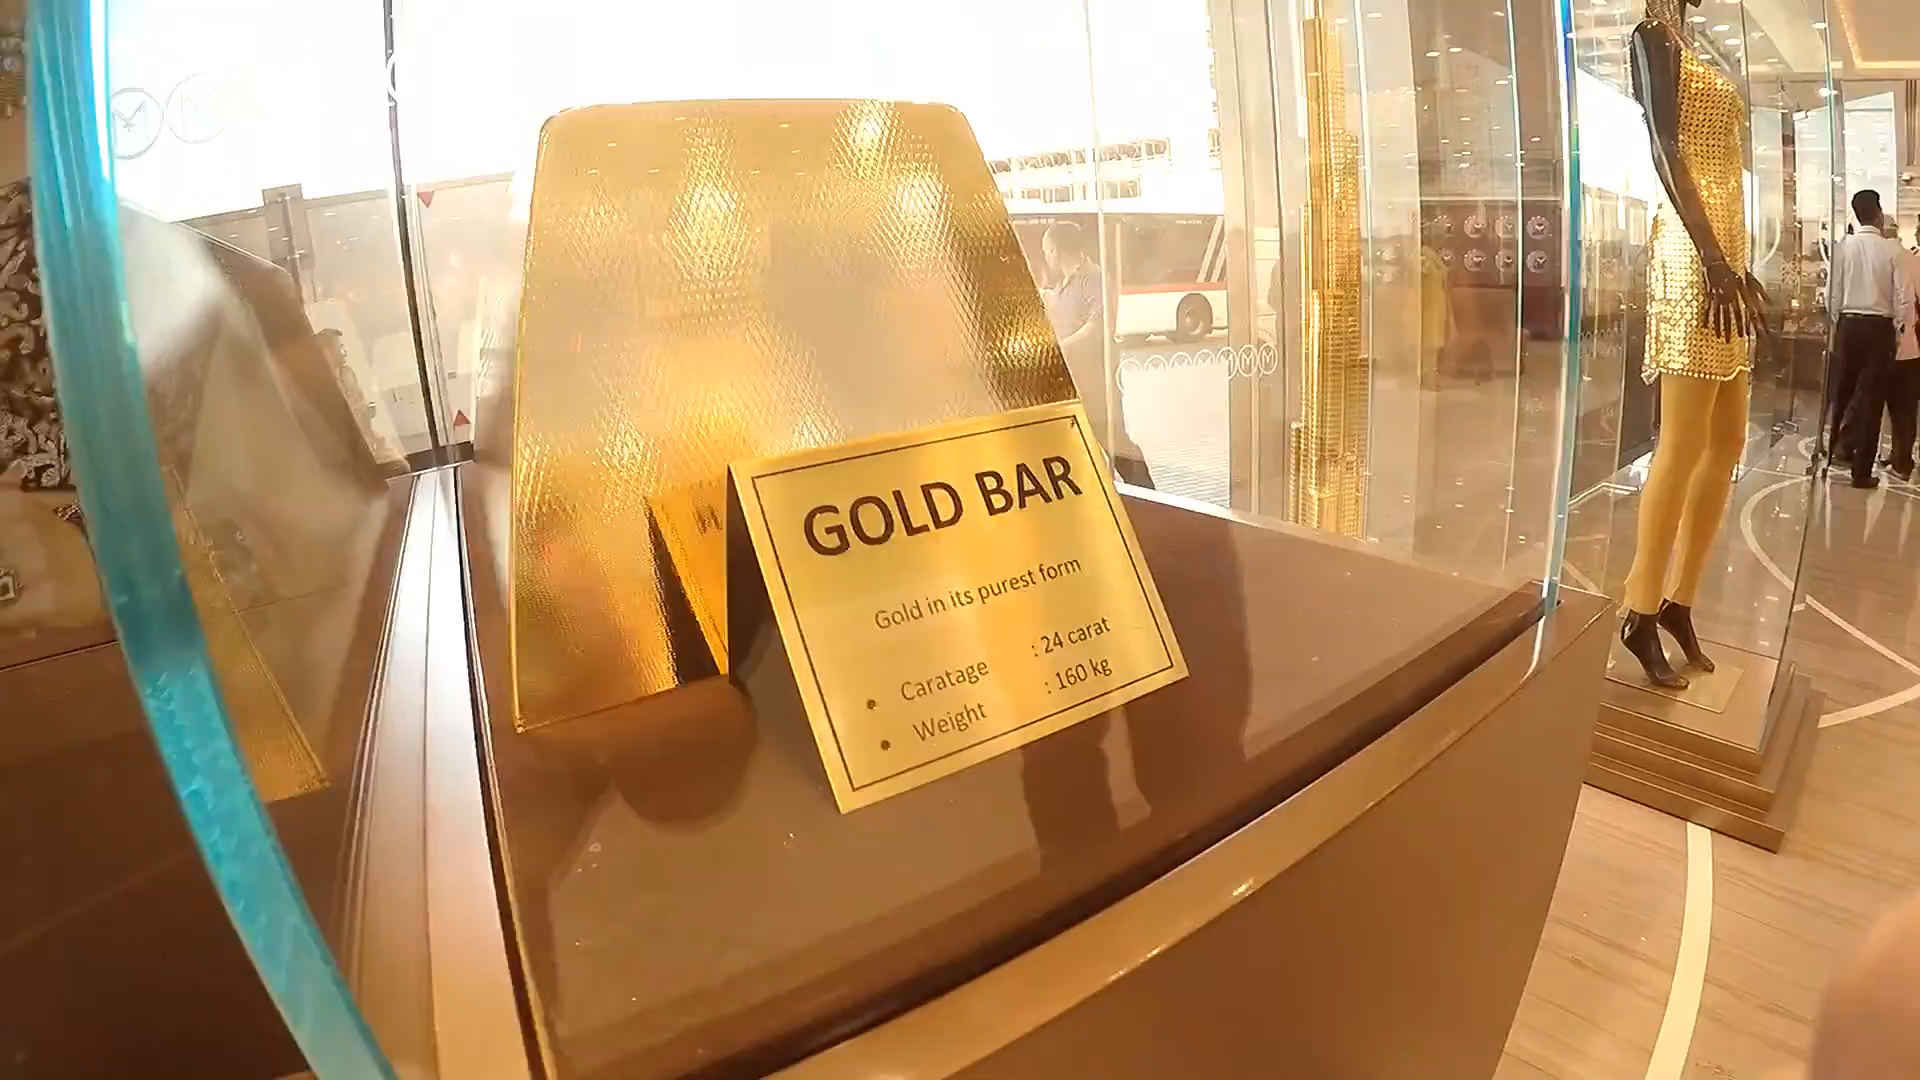 GOLD BAR
Gold in its purest form
• Caratage : 24 carat
• Weight : 160 kg